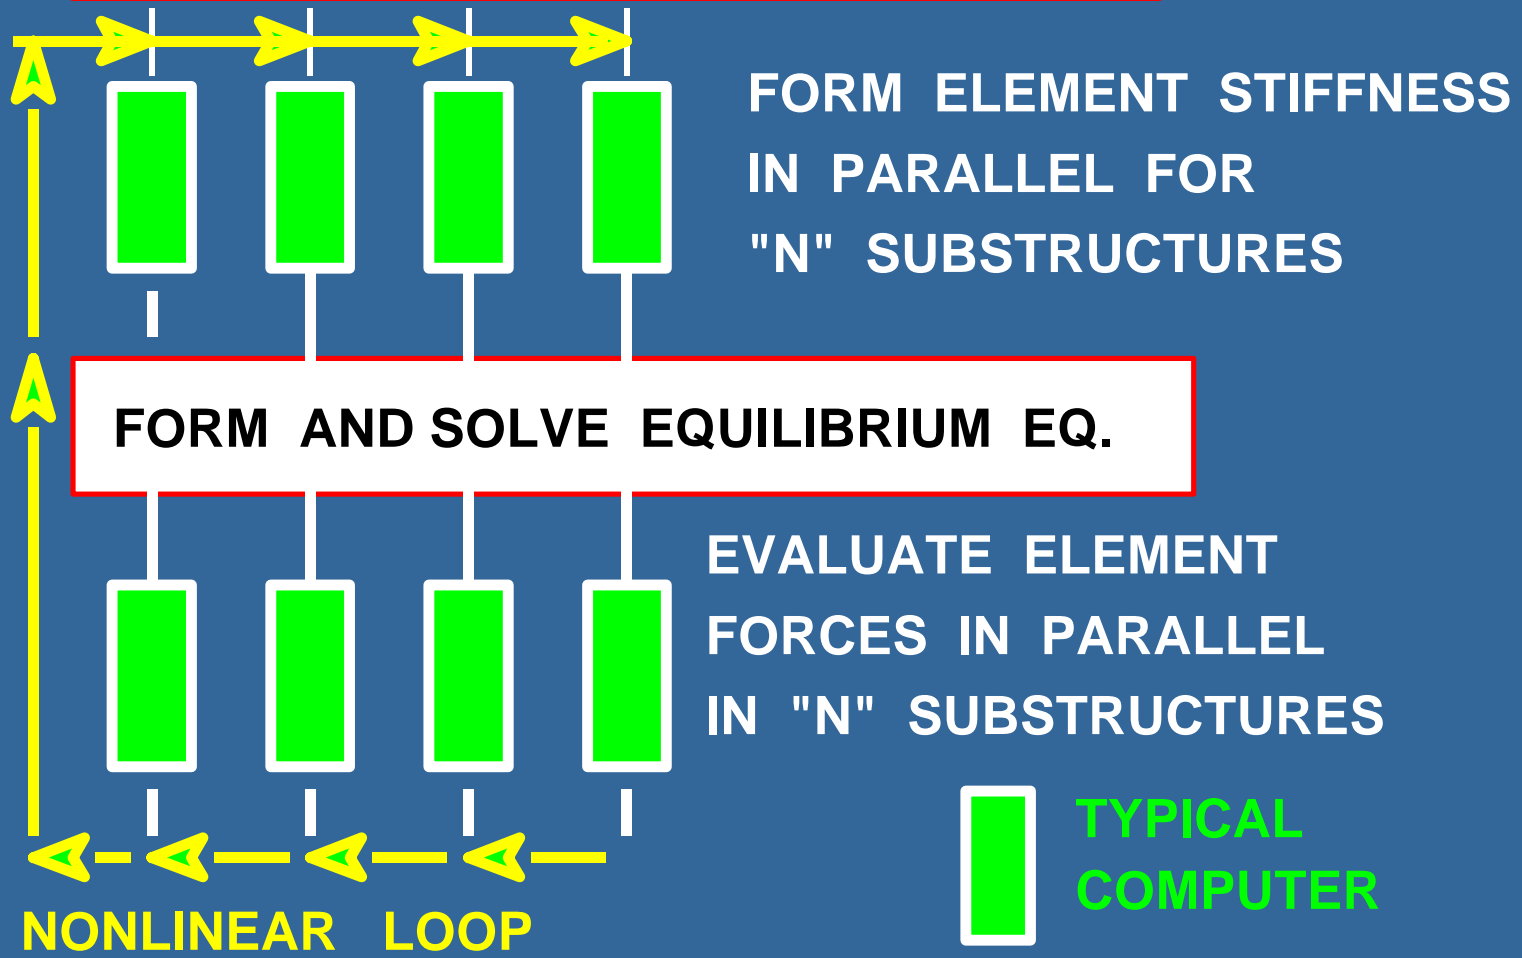 FORM ELEMENT STIFFNESS
IN PARALLEL FOR
"N" SUBSTRUCTURES
FORM AND SOLVE EQUILIBRIUM EQ.
EVALUATE ELEMENT
FORCES IN PARALLEL
IN "N" SUBSTRUCTURES
TYPICAL
COMPUTER
NONLINEAR LOOP